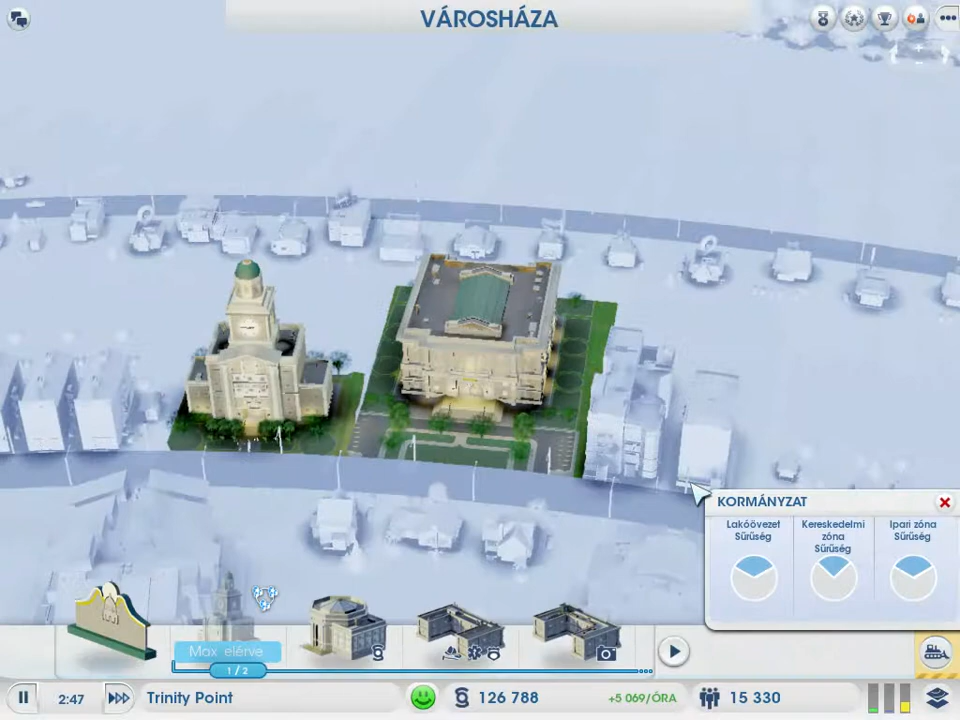 VÁROSHÁZA
KORMÁNYZAT
Lakóövezet
Sűrűség
Kereskedelmi
zóna
Sűrűség
Ipari zóna
Sűrűség
Max elérve
1 / 2
2:47
Trinity Point
126 788
+5 069/ÓRA
15 330